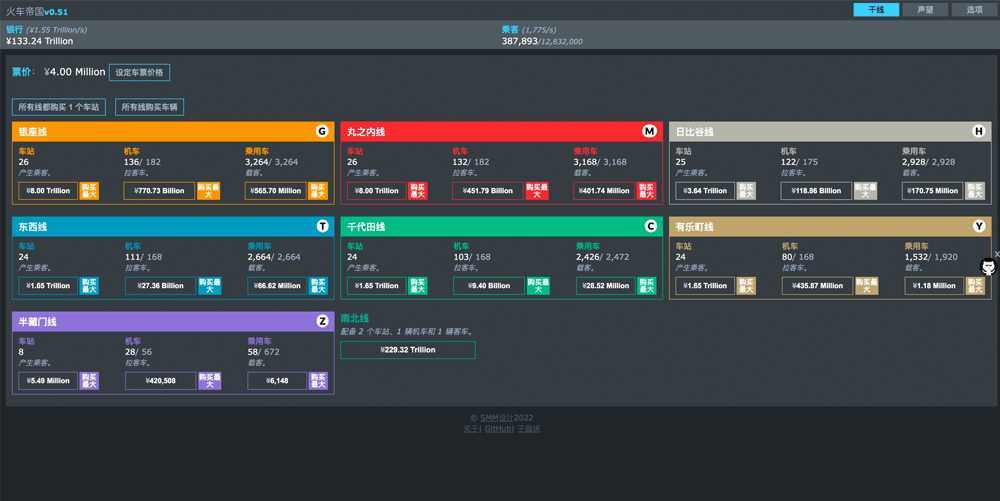 火车帝国v0.51
干线
声望
选项
银行 (¥1.55 Trillion/s)
¥133.24 Trillion
乘客 (1,775/s)
387,893/12,832,000
票价: ¥4.00 Million 设定车票价格
所有线都购买 1 个车站
所有线购买车辆
银座线 G
车站 机车 乘用车
26 136/ 182 3,264/ 3,264
产生乘客。 拉客车。 载客。
¥8.00 Trillion 购买最大 ¥770.73 Billion 购买最大 ¥565.70 Million 购买最大
丸之内线 M
车站 机车 乘用车
26 132/ 182 3,168/ 3,168
产生乘客。 拉客车。 载客。
¥8.00 Trillion 购买最大 ¥451.79 Billion 购买最大 ¥401.74 Million 购买最大
日比谷线 H
车站 机车 乘用车
25 122/ 175 2,928/ 2,928
产生乘客。 拉客车。 载客。
¥3.64 Trillion 购买最大 ¥118.86 Billion 购买最大 ¥170.75 Million 购买最大
东西线 T
车站 机车 乘用车
24 111/ 168 2,664/ 2,664
产生乘客。 拉客车。 载客。
¥1.65 Trillion 购买最大 ¥27.36 Billion 购买最大 ¥66.62 Million 购买最大
千代田线 C
车站 机车 乘用车
24 103/ 168 2,426/ 2,472
产生乘客。 拉客车。 载客。
¥1.65 Trillion 购买最大 ¥9.40 Billion 购买最大 ¥28.52 Million 购买最大
有乐町线 Y
车站 机车 乘用车
24 80/ 168 1,532/ 1,920
产生乘客。 拉客车。 载客。
¥1.65 Trillion 购买最大 ¥435.87 Million 购买最大 ¥1.18 Million 购买最大
X
半藏门线 Z
车站 机车 乘用车
8 28/ 56 58/ 672
产生乘客。 拉客车。 载客。
¥5.49 Million 购买最大 ¥420,508 购买最大 ¥6,148 购买最大
南北线
配备 2 个车站、1 辆机车和 1 辆客车。
¥229.32 Trillion
© SMM设计2022
关于| GitHub| 子版块